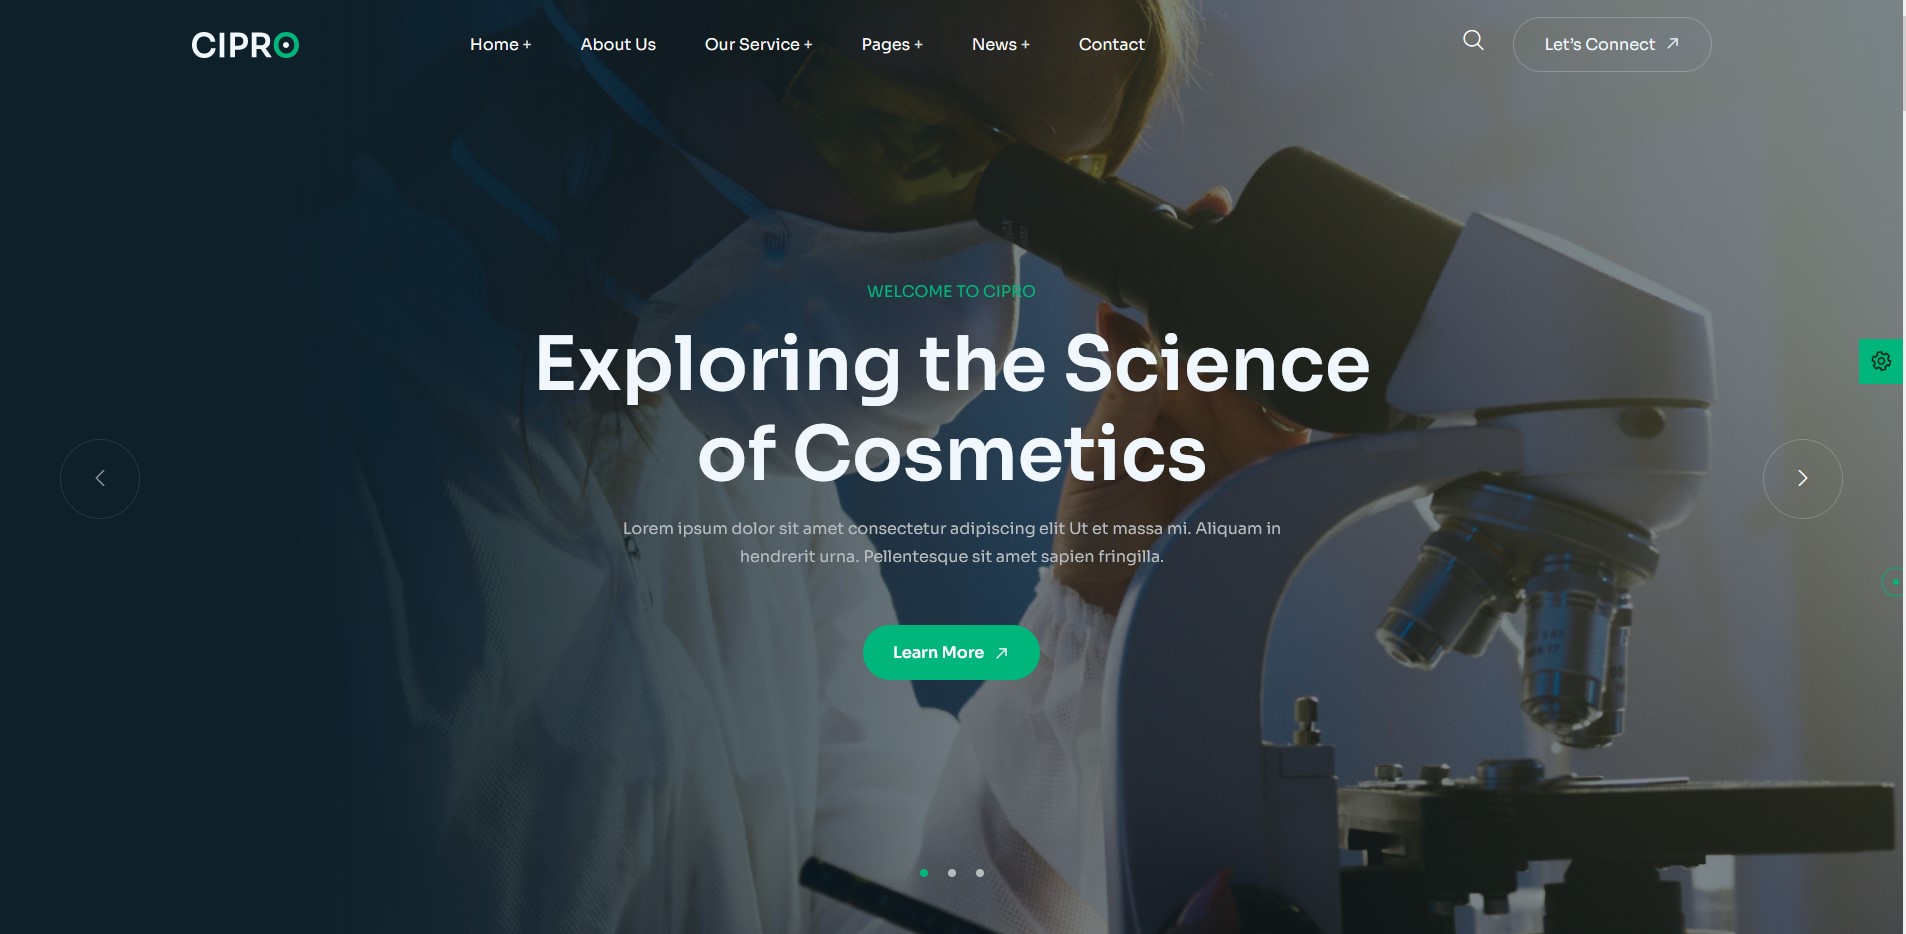 CIPRO
Home +
About Us
Our Service +
Pages +
News +
Contact
Let's Connect
WELCOME TO CIPRO
Exploring the Science
of Cosmetics
Lorem ipsum dolor sit amet consectetur adipiscing elit Ut et massa mi. Aliquam in
hendrerit urna. Pellentesque sit amet sapien fringilla.
Learn More